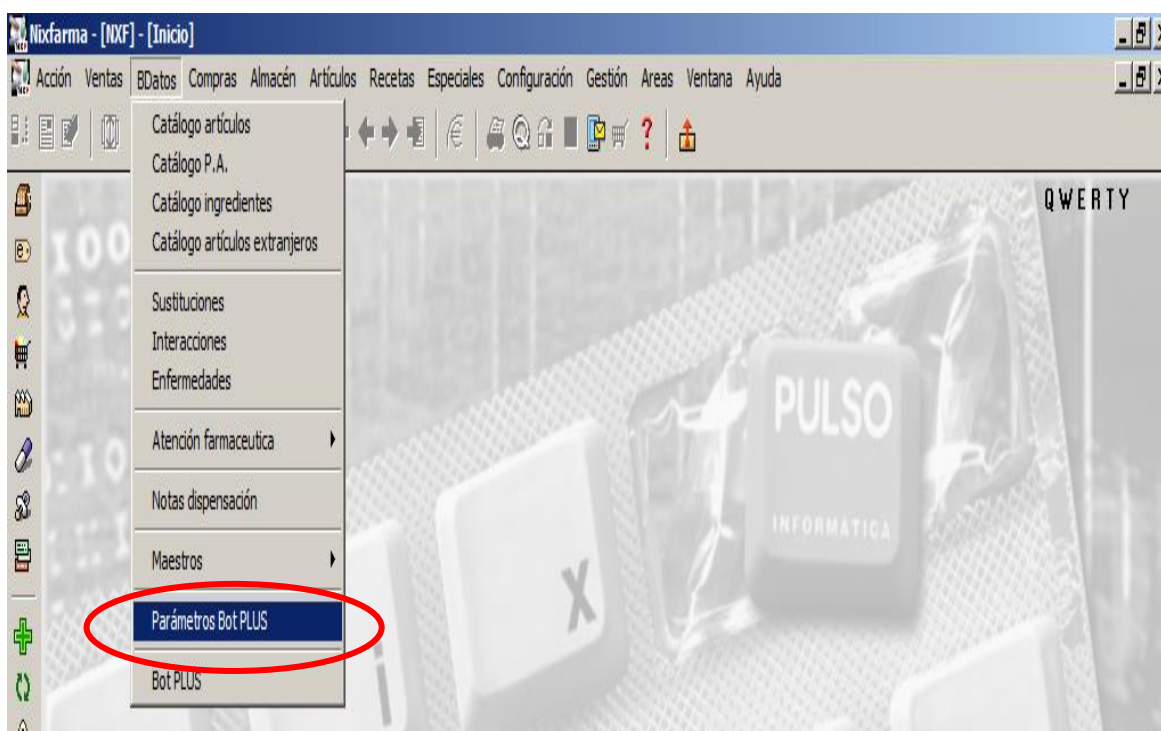 Nixfarma - [NXF] - [Inicio]
Acción Ventas BDatos Compras Almacén Artículos Recetas Especiales Configuración Gestión Areas Ventana Ayuda
Catálogo artículos
Catálogo P.A.
Catálogo ingredientes
Catálogo artículos extranjeros
QWERTY
Sustituciones
Interacciones
Enfermedades
Atención farmaceutica
Notas dispensación
Maestros
Parámetros Bot PLUS
Bot PLUS
PULSO
INFORMATICA
X
i